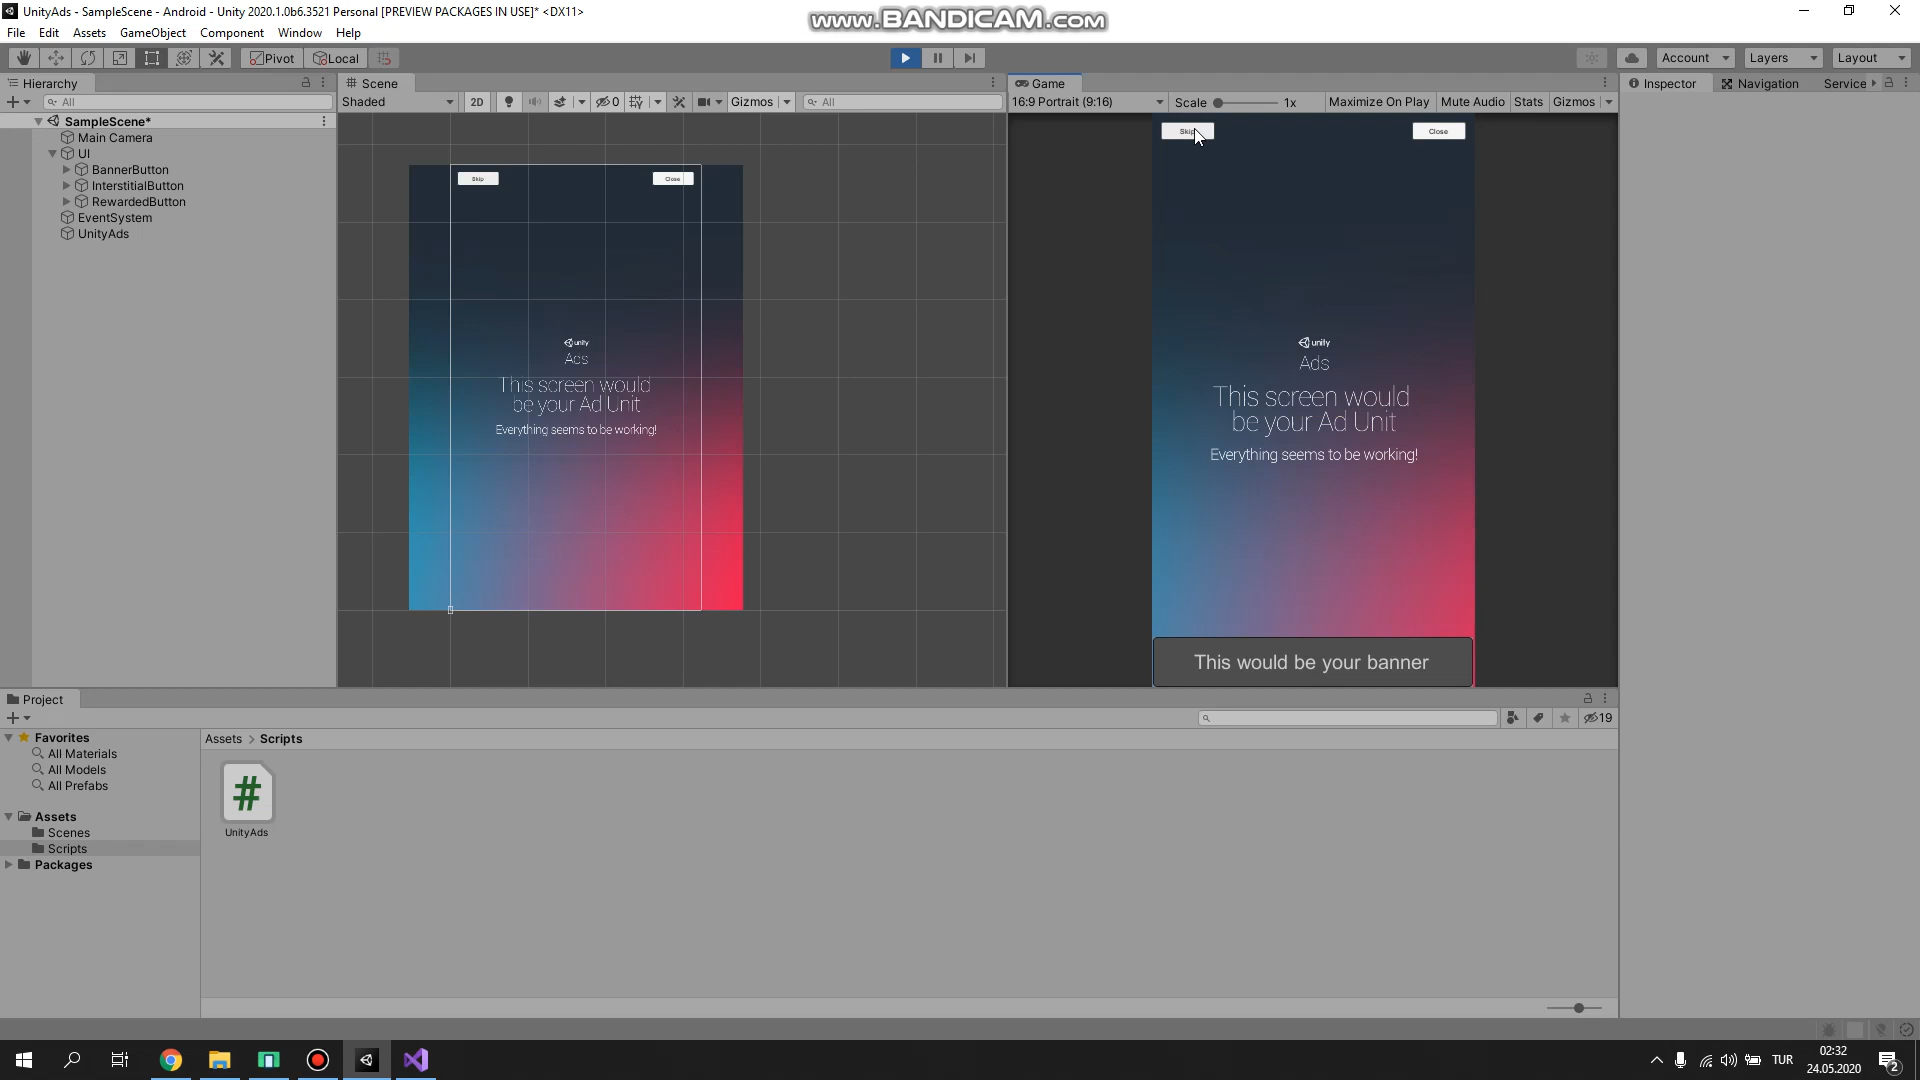 UnityAds - SampleScene - Android - Unity 2020.1.0b6.3521 Personal [PREVIEW PACKAGES IN USE]* <DX11>
www.BANDICAM.com
File Edit Assets GameObject Component Window Help
Pivot Local Account Layers Layout
Hierarchy Scene Game Inspector Navigation Service
All Shaded 2D 0 Gizmos All 16:9 Portrait (9:16) Scale 1x Maximize On Play Mute Audio Stats Gizmos
SampleScene*
Main Camera
UI
BannerButton
InterstitialButton
RewardedButton
EventSystem
UnityAds
Skip Close
unity
Ads
This screen would
be your Ad Unit
Everything seems to be working!
Skip Close
unity
Ads
This screen would
be your Ad Unit
Everything seems to be working!
This would be your banner
Project
19
Favorites
All Materials
All Models
All Prefabs
Assets
Scenes
Scripts
Packages
Assets > Scripts
#
UnityAds
TUR
02:32
24.05.2020
2